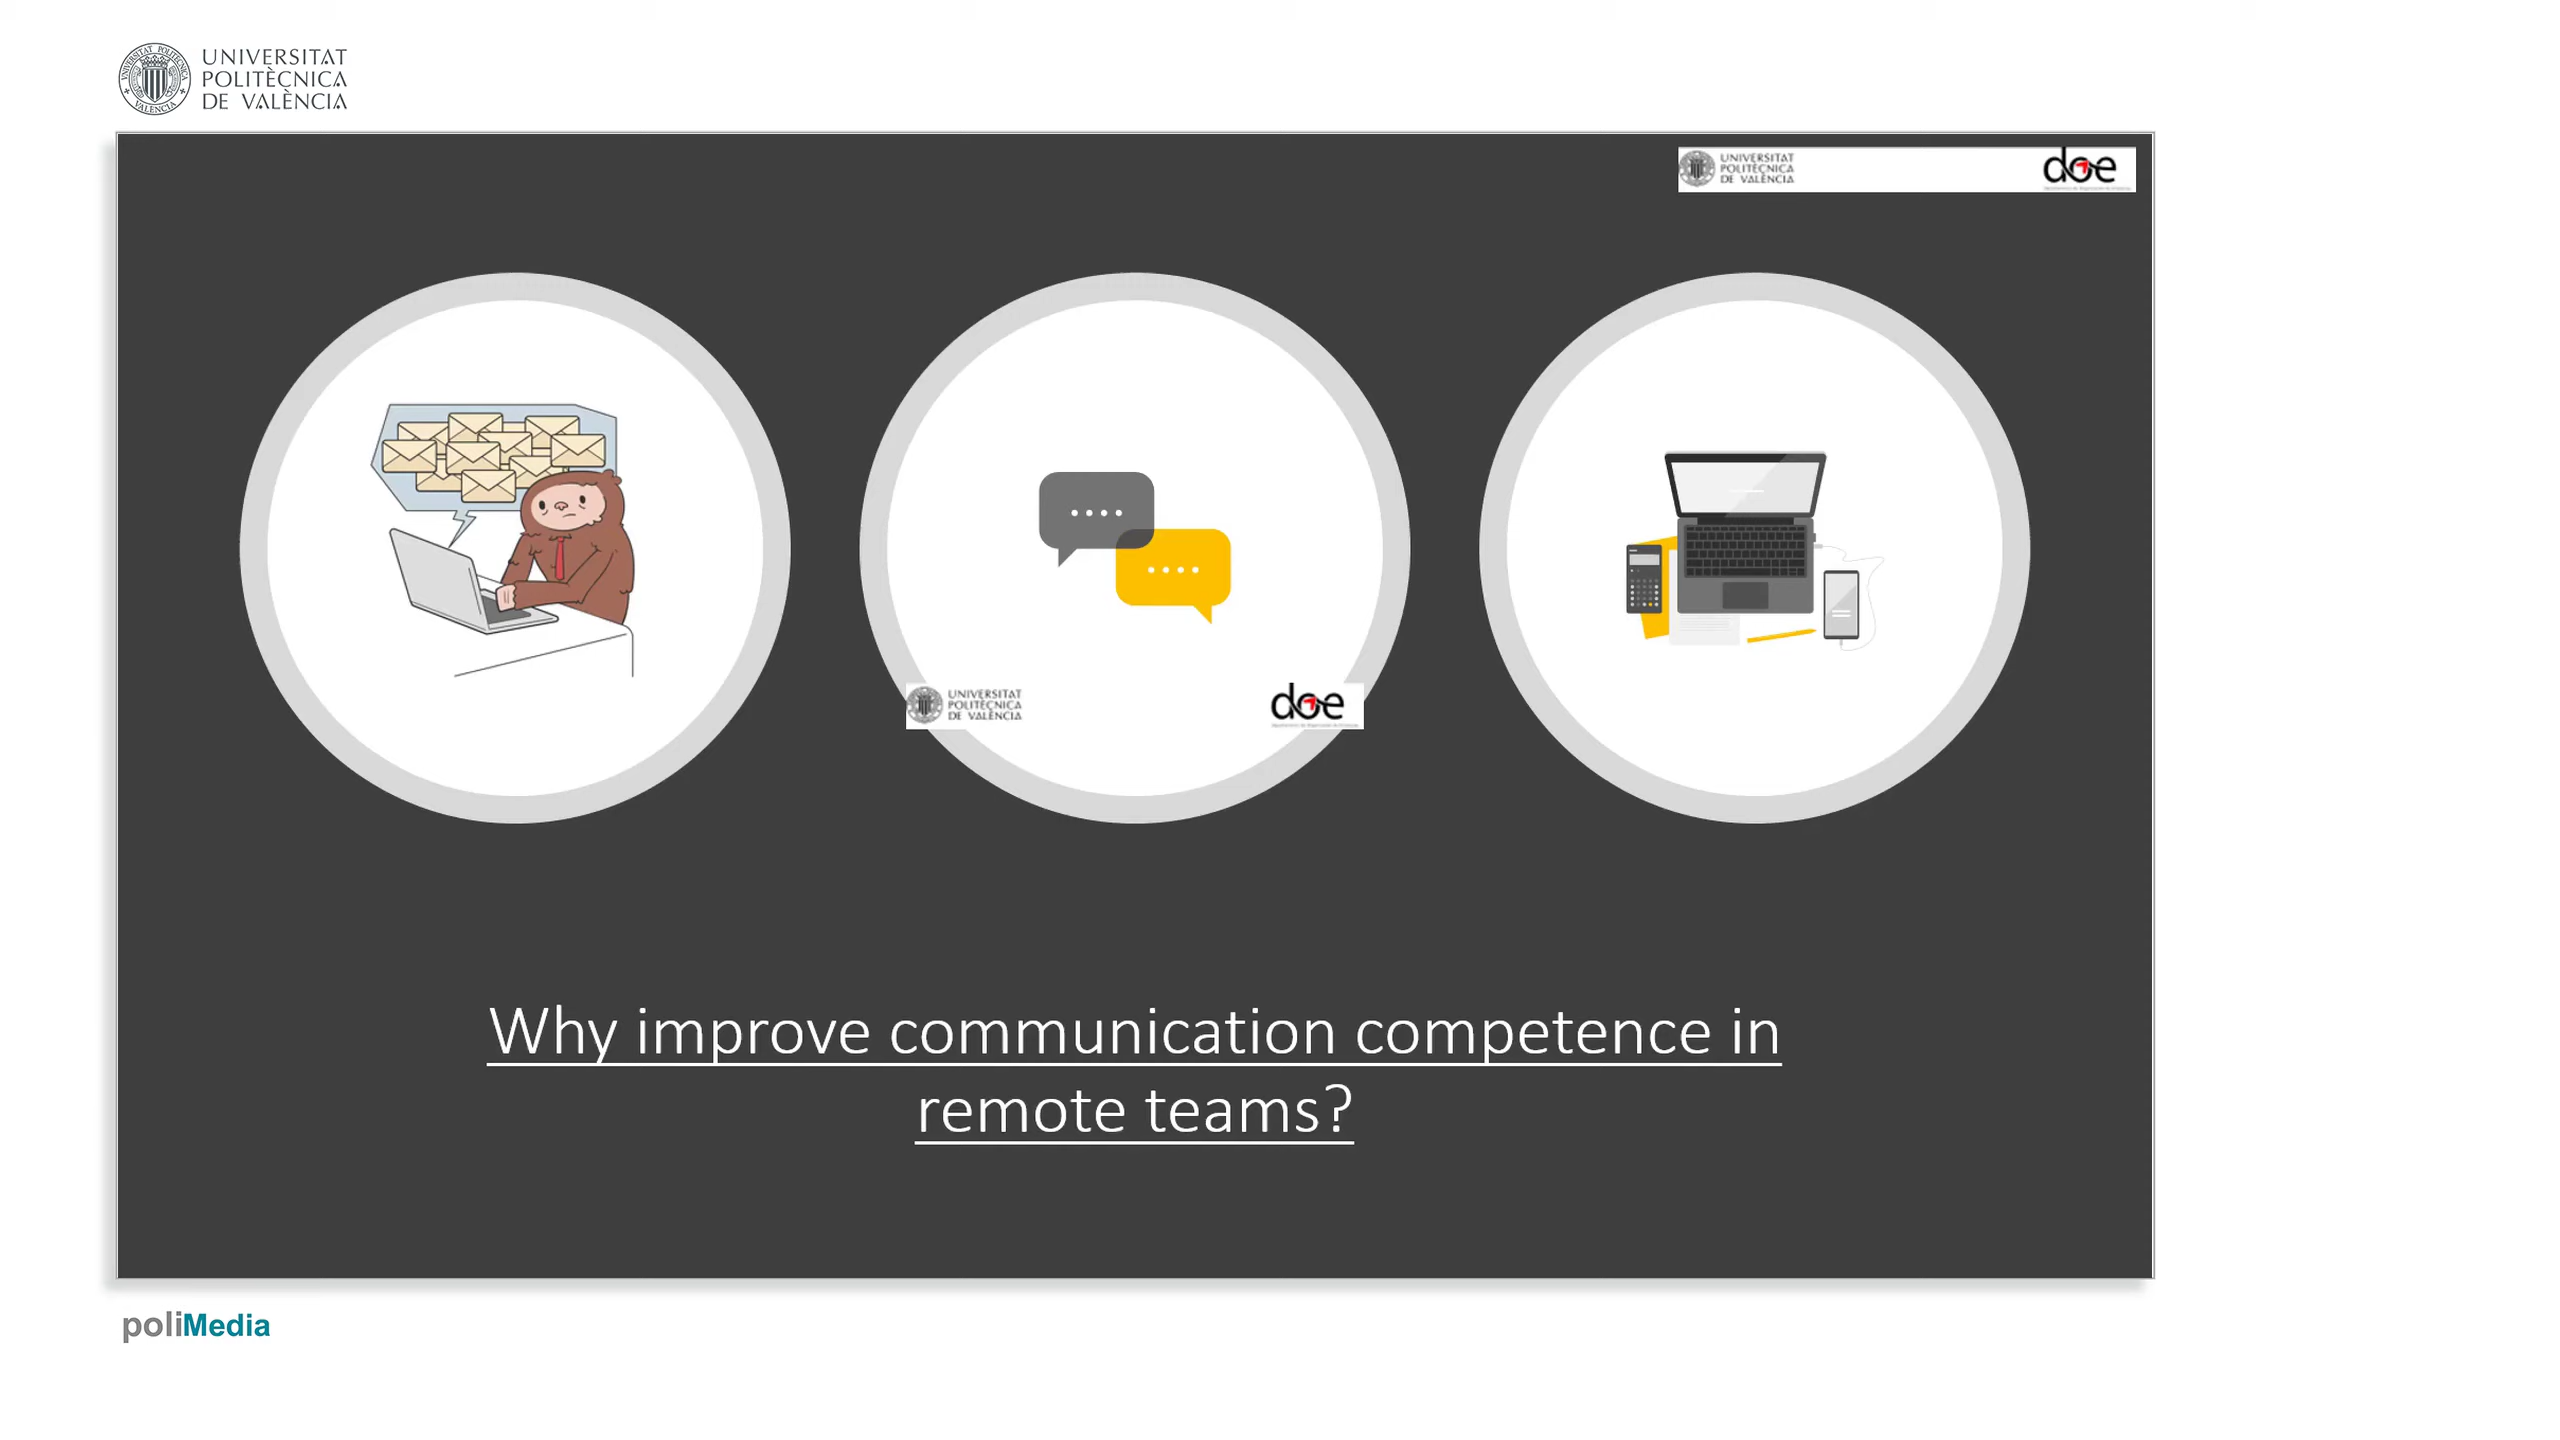 UNIVERSITAT
POLITÈCNICA
DE VALÈNCIA
UNIVERSITAT
POLITÈCNICA
DE VALÈNCIA
doe
UNIVERSITAT
POLITÈCNICA
DE VALÈNCIA
doe
Why improve communication competence in
remote teams?
poliMedia